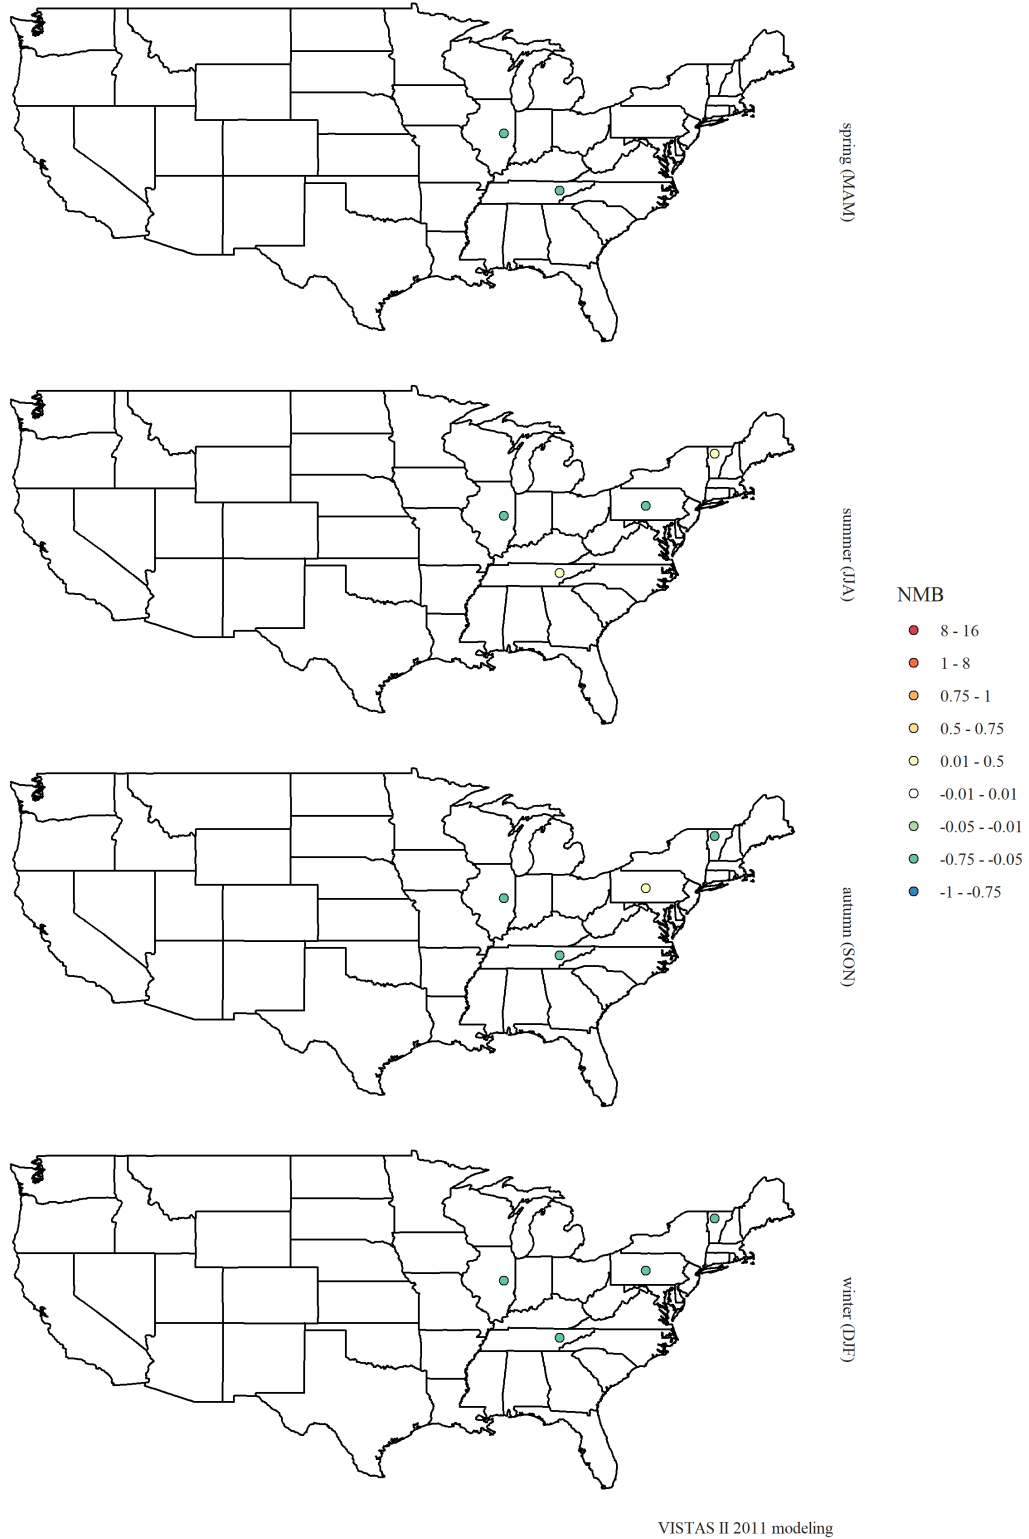 spring (MAM)
summer (JJA)
NMB
8 - 16
1 - 8
0.75 - 1
0.5 - 0.75
0.01 - 0.5
-0.01 - 0.01
-0.05 - -0.01
-0.75 - -0.05
-1 - -0.75
autumn (SON)
winter (DJF)
VISTAS II 2011 modeling